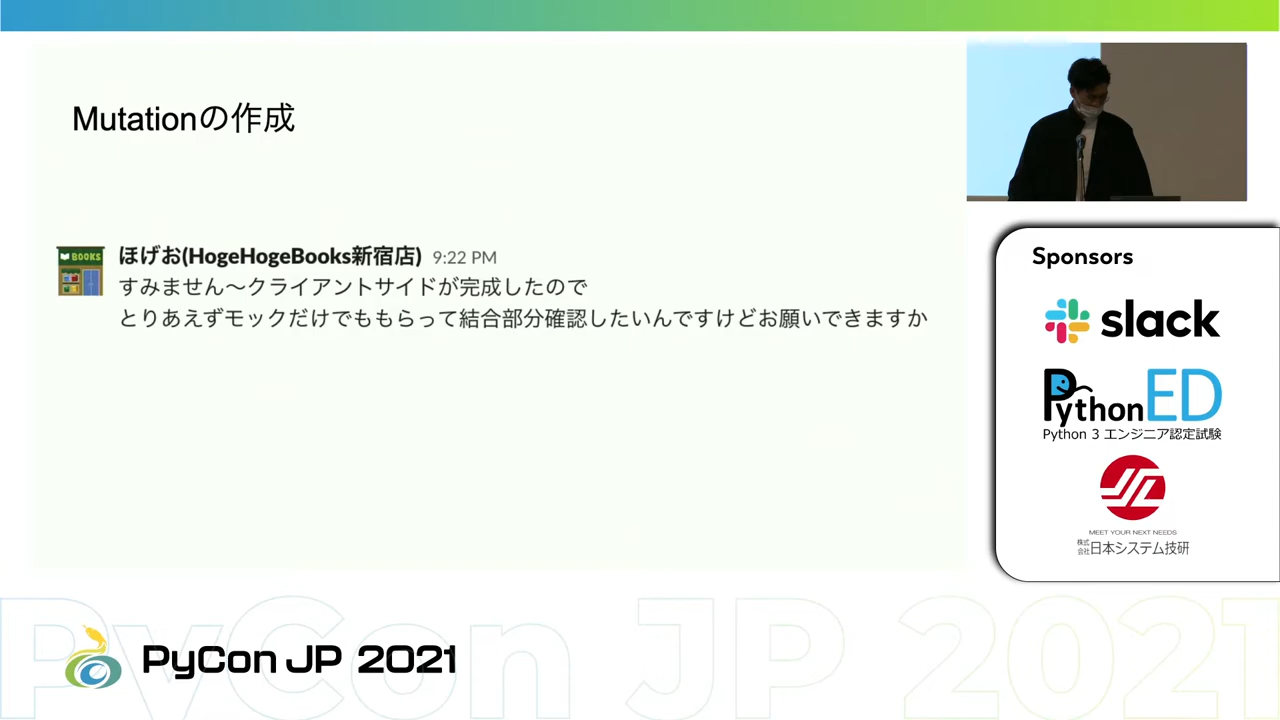 Mutationの作成
BOOKS
ほげお(HogeHogeBooks新宿店) 9:22 PM
すみません〜クライアントサイドが完成したので
とりあえずモックだけでももらって結合部分確認したいんですけどお願いできますか
Sponsors
slack
PythonED
Python 3 エンジニア認定試験
MEET YOUR NEXT NEEDS
株式会社日本システム技研
PyCon JP 2021
PyCon JP 2021